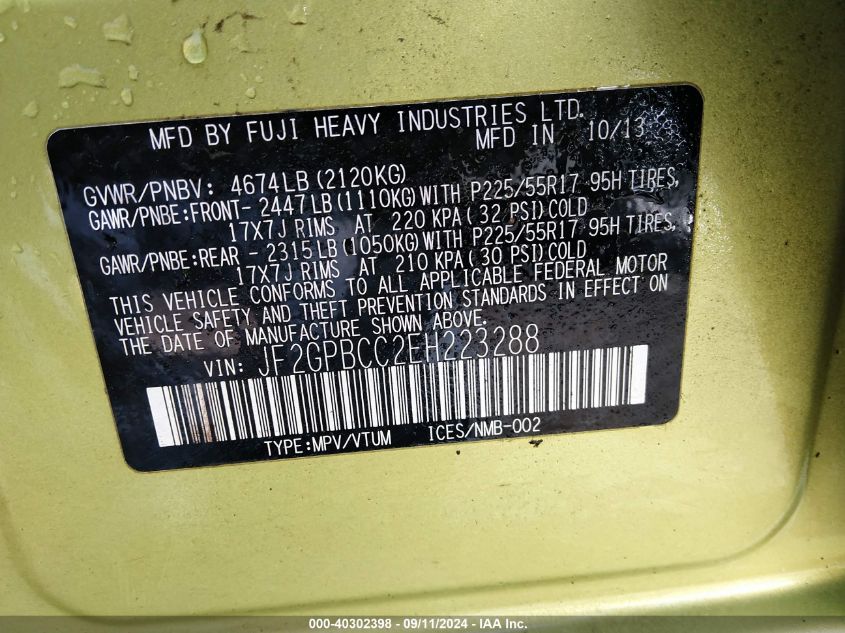 MFD BY FUJI HEAVY INDUSTRIES LTD.
MFD IN 10/13
GVWR/PNBV: 4674LB (2120KG)
GAWR/PNBE:FRONT- 2447LB (1110KG) WITH P225/55R17 95H TIRES,
17X7J RIMS AT 220 KPA (32 PSI) COLD
GAWR/PNBE:REAR - 2315LB (1050KG) WITH P225/55R17 95H TIRES,
17X7J RIMS AT 210 KPA (30 PSI) COLD
THIS VEHICLE CONFORMS TO ALL APPLICABLE FEDERAL MOTOR
VEHICLE SAFETY AND THEFT PREVENTION STANDARDS IN EFFECT ON
THE DATE OF MANUFACTURE SHOWN ABOVE.
VIN: JF2GPBCC2EH223288
TYPE:MPV/VTUM ICES/NMB-002
000-40302398 - 09/11/2024 - IAA Inc.